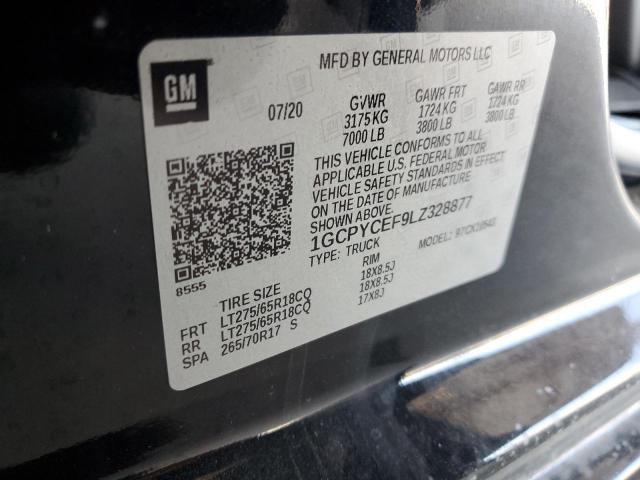 MFD BY GENERAL MOTORS LLC
GM
07/20
GVWR GAWR FRT GAWR RR
3175 KG 1724 KG 1724 KG
7000 LB 3800 LB 3800 LB
THIS VEHICLE CONFORMS TO ALL
APPLICABLE U.S. FEDERAL MOTOR
VEHICLE SAFETY STANDARDS IN EFFECT
ON THE DATE OF MANUFACTURE
SHOWN ABOVE.
1GCPYCEF9LZ328877
TYPE: TRUCK MODEL:
8555
TIRE SIZE RIM
FRT LT275/65R18CQ 18X8.5J
RR LT275/65R18CQ 18X8.5J
SPA 265/70R17 S 17X8J